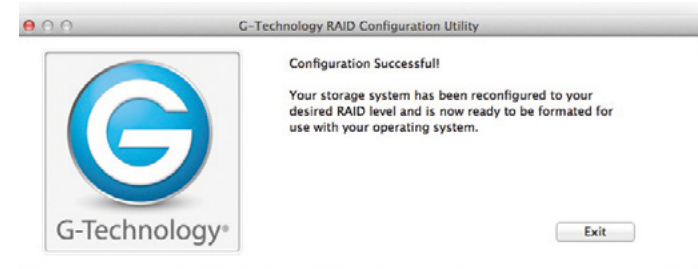 G-Technology RAID Configuration Utility
Configuration Successful!
Your storage system has been reconfigured to your
desired RAID level and is now ready to be formated for
use with your operating system.
G
G-Technology®
Exit